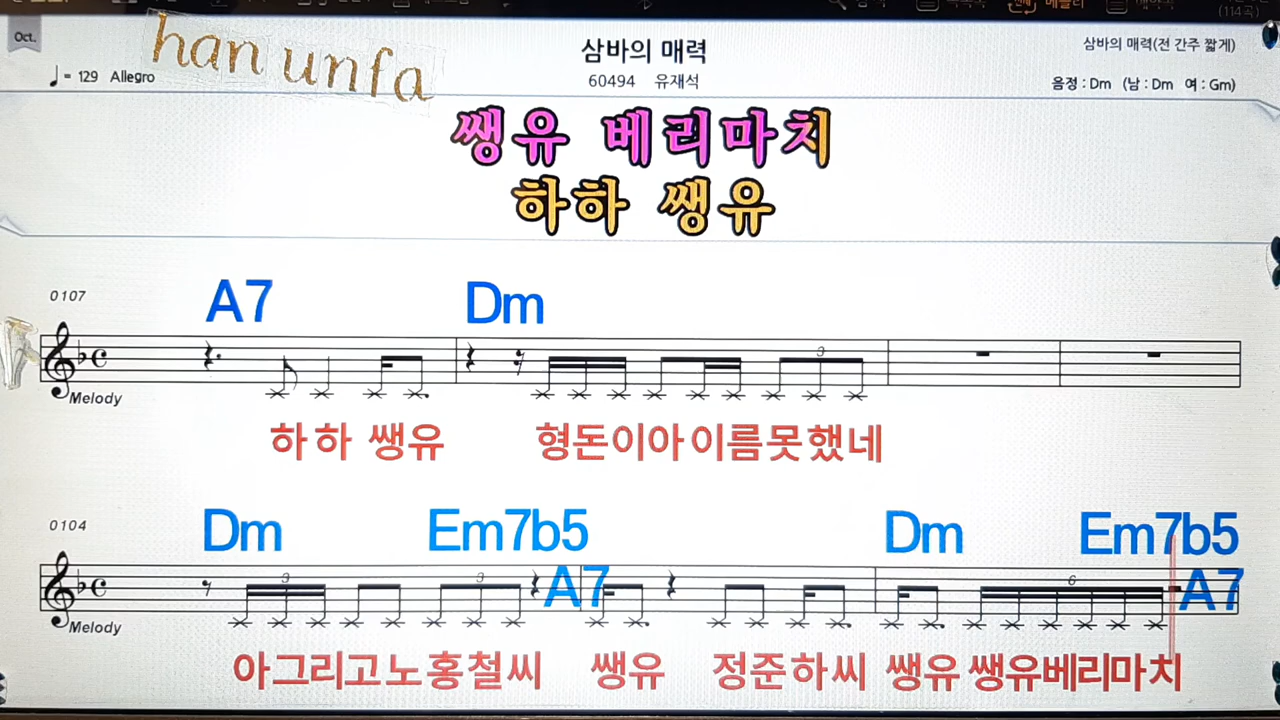 Oct.
han unfa
♩= 129 Allegro
삼바의 매력
60494 유재석
삼바의 매력(전 간주 짧게)
음정 : Dm (남 : Dm 여 : Gm)
쌩유 베리마치
하하 쌩유
0107
A7 Dm
3
Melody
하하 쌩유 형돈이아이름못했네
0104
Dm Em7b5 A7 Dm Em7b5 A7
3 3 6
Melody
아그리고노홍철씨 쌩유 정준하씨 쌩유 쌩유베리마치